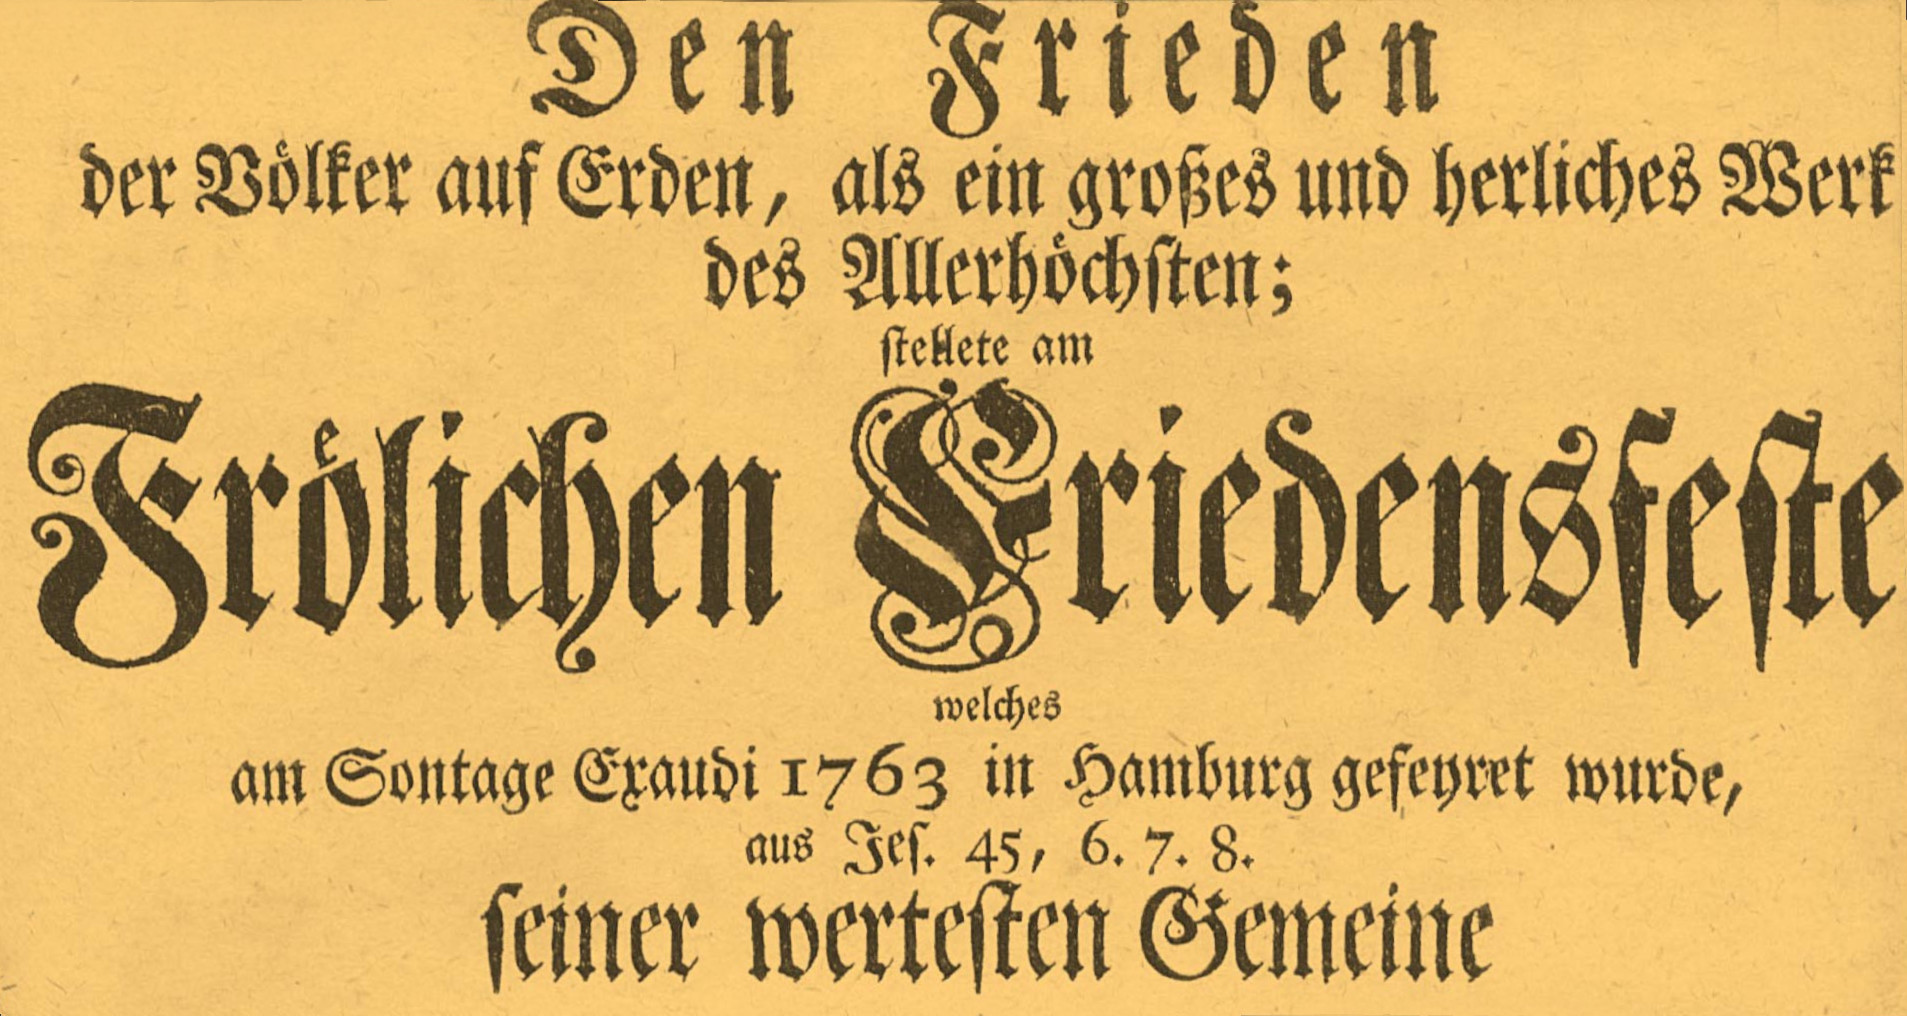 Den Frieden
der Völker auf Erden, als ein großes und herliches Werk
des Allerhöchſten;
ſtellete am
Frölichen Friedensfeſte
welches
am Sontage Exaudi 1763 in Hamburg gefeyret wurde,
aus Jeſ. 45, 6. 7. 8.
ſeiner werteſten Gemeine